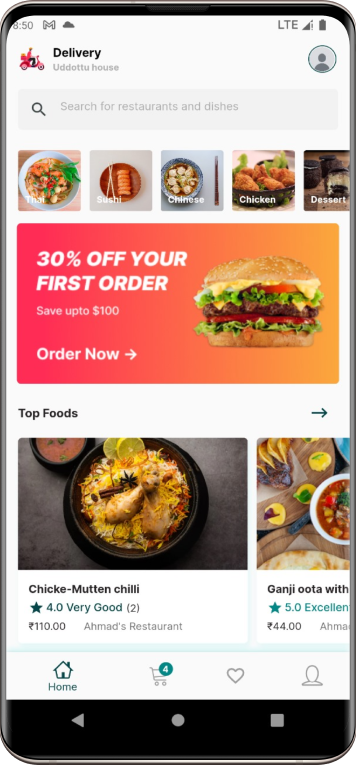 8:50
LTE
Delivery
Uddottu house
Search for restaurants and dishes
Thai
Sushi
Chinese
Chicken
Dessert
30% OFF YOUR
FIRST ORDER
Save upto $100
Order Now →
Top Foods
Chicke-Mutten chilli
4.0 Very Good (2)
₹110.00 Ahmad's Restaurant
Ganji oota with
5.0 Excellen
₹44.00 Ahma
4
Home